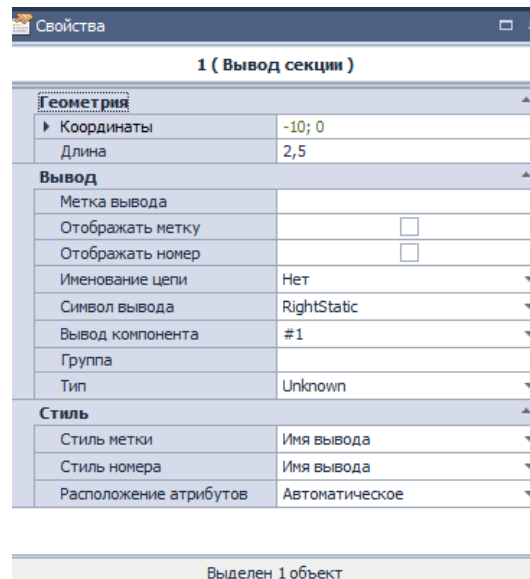 Свойства
1 ( Вывод секции )
Геометрия
Координаты -10; 0
Длина 2,5
Вывод
Метка вывода
Отображать метку
Отображать номер
Именование цепи Нет
Символ вывода RightStatic
Вывод компонента #1
Группа
Тип Unknown
Стиль
Стиль метки Имя вывода
Стиль номера Имя вывода
Расположение атрибутов Автоматическое
Выделен 1 объект